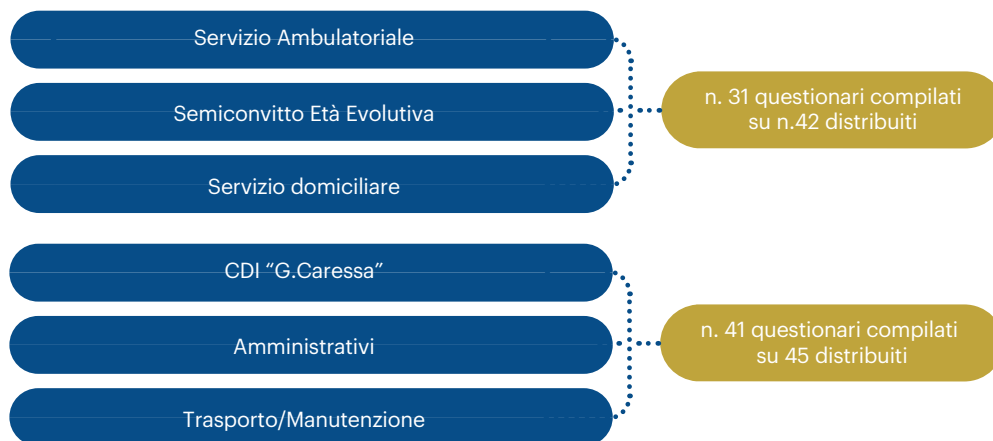 Servizio Ambulatoriale
Semiconvitto Età Evolutiva
Servizio domiciliare
n. 31 questionari compilati
su n.42 distribuiti
CDI “G.Caressa”
Amministrativi
Trasporto/Manutenzione
n. 41 questionari compilati
su 45 distribuiti